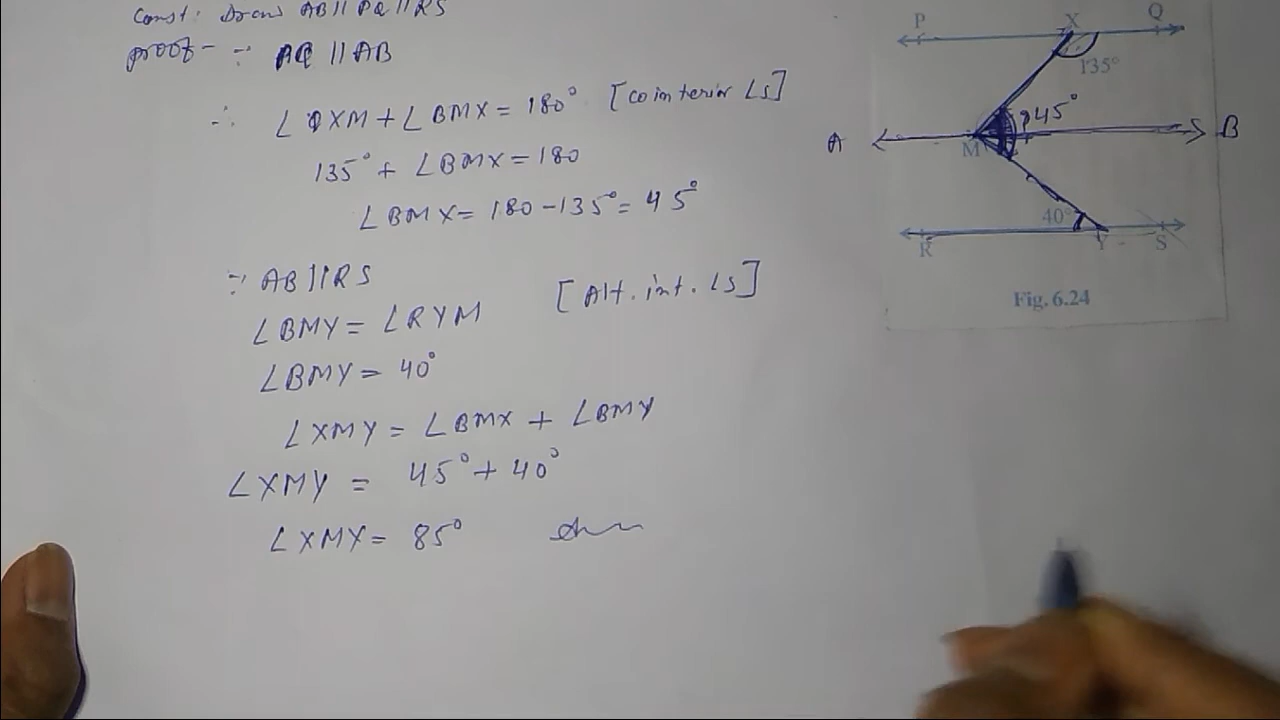 Const: Draw AB || PQ || RS
proof - ∵ PQ || AB
∴ ∠QXM + ∠BMX = 180° [cointerior ∠s]
135° + ∠BMX = 180
∠BMX = 180 - 135° = 45°
∵ AB || RS
∠BMY = ∠RYM [Alt. int. ∠s]
∠BMY = 40°
∠XMY = ∠BMX + ∠BMY
∠XMY = 45° + 40°
∠XMY = 85°
P X Q
135°
45°
A M B
40°
R Y S
Fig. 6.24